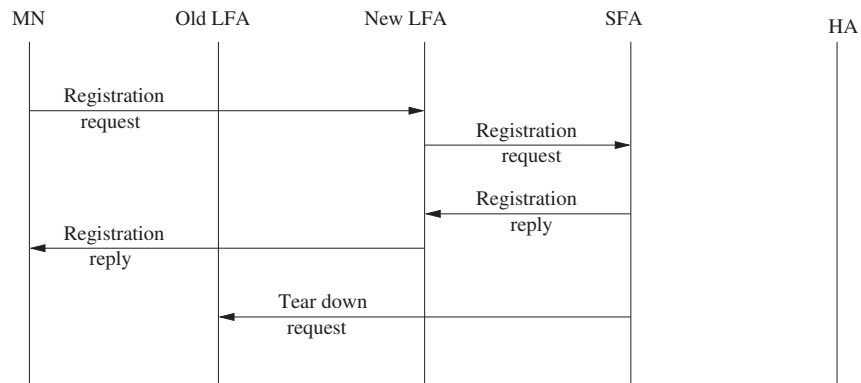 MN
Old LFA
New LFA
SFA
HA
Registration
request
Registration
request
Registration
reply
Registration
reply
Tear down
request